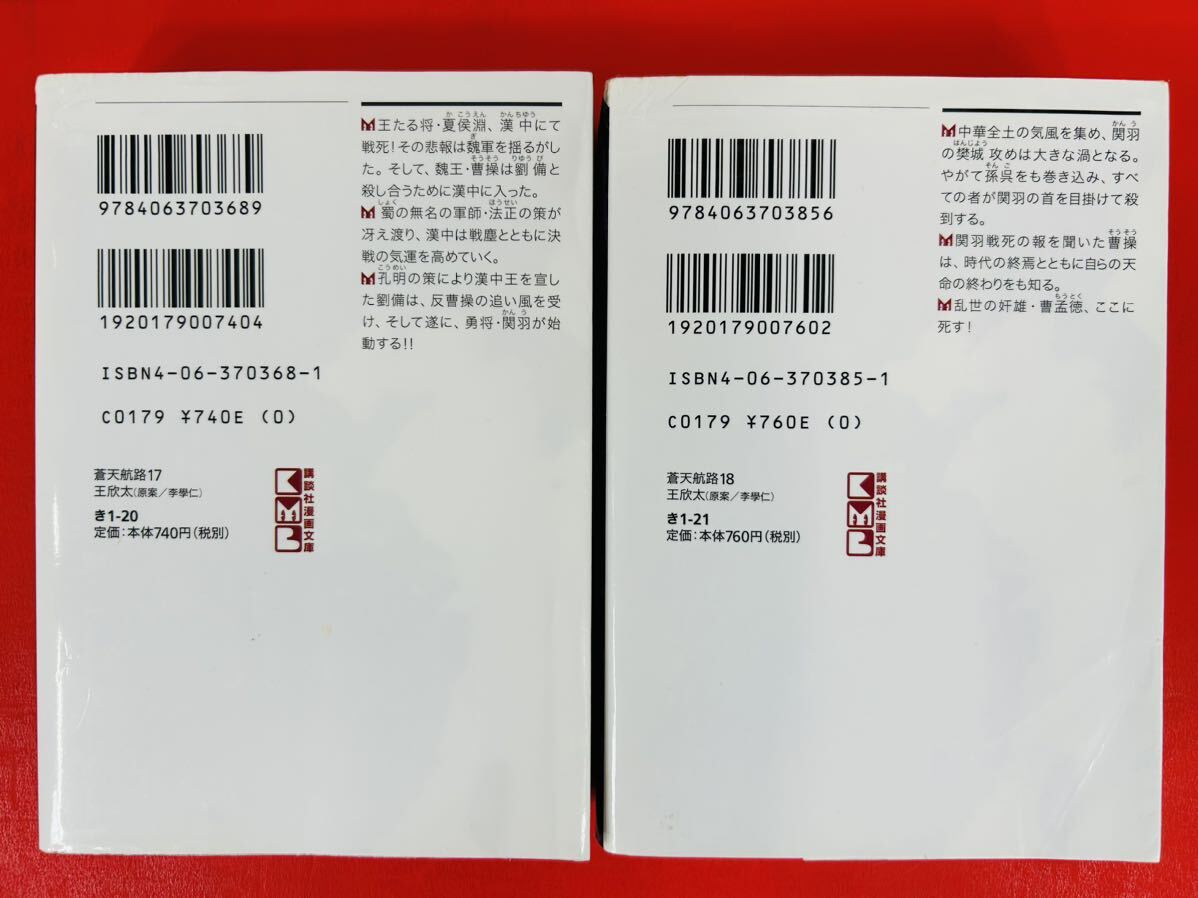 9784063703689
1920179007404
ISBN4-06-370368-1
C0179 ¥740E (0)
蒼天航路17
王欣太(原案／李學仁)
き1-20
定価：本体740円(税別)
KMB
講談社漫画文庫
王たる将・夏侯淵、漢中にて
戦死！その悲報は魏軍を揺るがし
た。そして、魏王・曹操は劉備と
殺し合うために漢中に入った。
蜀の無名の軍師・法正の策が
冴え渡り、漢中は戦塵とともに決
戦の気運を高めていく。
孔明の策により漢中王を宣し
た劉備は、反曹操の追い風を受
け、そして遂に、勇将・関羽が始
動する!!
9784063703856
1920179007602
ISBN4-06-370385-1
C0179 ¥760E (0)
蒼天航路18
王欣太(原案／李學仁)
き1-21
定価：本体760円(税別)
KMB
講談社漫画文庫
中華全土の気風を集め、関羽
の樊城攻めは大きな渦となる。
やがて孫呉をも巻き込み、すべ
ての者が関羽の首を目掛けて殺
到する。
関羽戦死の報を聞いた曹操
は、時代の終焉とともに自らの天
命の終わりをも知る。
乱世の奸雄・曹孟徳、ここに
死す！